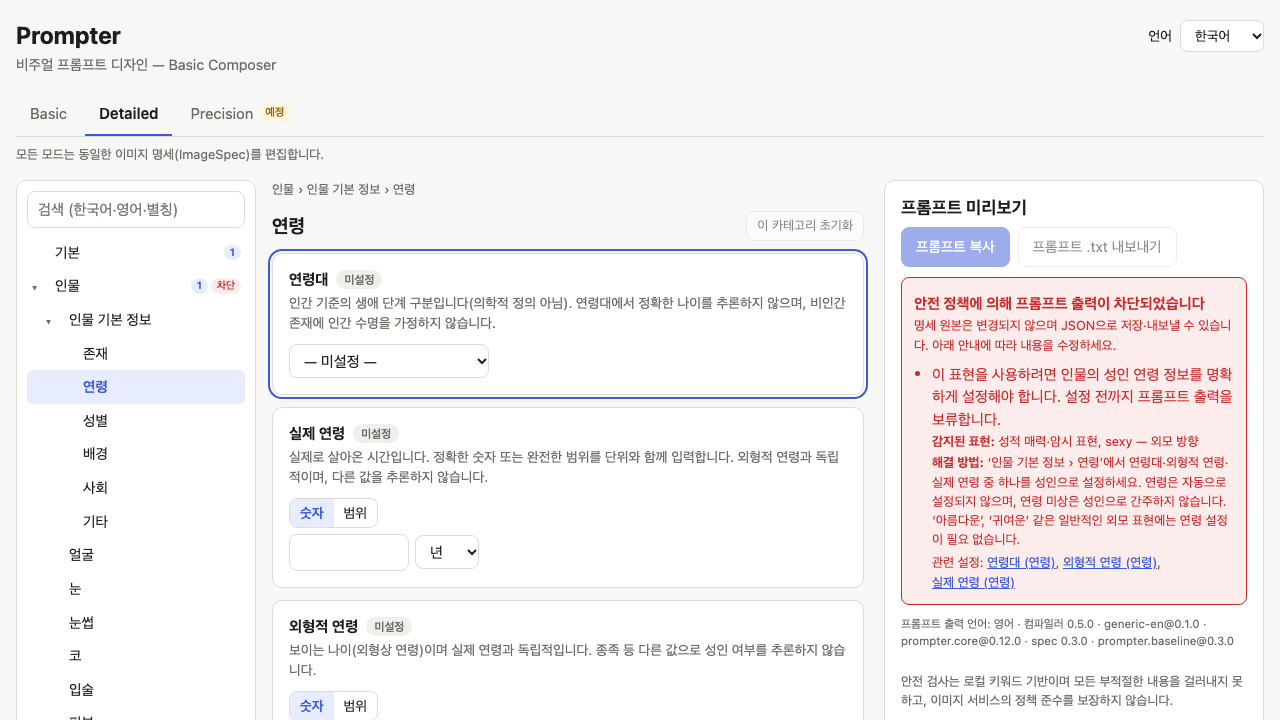 Prompter
언어
한국어
비주얼 프롬프트 디자인 — Basic Composer
Basic
Detailed
Precision 예정
모든 모드는 동일한 이미지 명세(ImageSpec)를 편집합니다.
검색 (한국어·영어·별칭)
기본 1
인물 1 차단
인물 기본 정보
존재
연령
성별
배경
사회
기타
얼굴
눈
눈썹
코
입술
인물 › 인물 기본 정보 › 연령
연령
이 카테고리 초기화
연령대 미설정
인간 기준의 생애 단계 구분입니다(의학적 정의 아님). 연령대에서 정확한 나이를 추론하지 않으며, 비인간
존재에 인간 수명을 가정하지 않습니다.
— 미설정 —
실제 연령 미설정
실제로 살아온 시간입니다. 정확한 숫자 또는 완전한 범위를 단위와 함께 입력합니다. 외형적 연령과 독립
적이며, 다른 값을 추론하지 않습니다.
숫자 범위
년
외형적 연령 미설정
보이는 나이(외형상 연령)이며 실제 연령과 독립적입니다. 종족 등 다른 값으로 성인 여부를 추론하지 않습
니다.
숫자 범위
프롬프트 미리보기
프롬프트 복사
프롬프트 .txt 내보내기
안전 정책에 의해 프롬프트 출력이 차단되었습니다
명세 원본은 변경되지 않으며 JSON으로 저장·내보낼 수 있습니
다. 아래 안내에 따라 내용을 수정하세요.
• 이 표현을 사용하려면 인물의 성인 연령 정보를 명확
하게 설정해야 합니다. 설정 전까지 프롬프트 출력을
보류합니다.
감지된 표현: 성적 매력·암시 표현, sexy — 외모 방향
해결 방법: ‘인물 기본 정보 › 연령’에서 연령대·외형적 연령·
실제 연령 중 하나를 성인으로 설정하세요. 연령은 자동으로
설정되지 않으며, 연령 미상은 성인으로 간주하지 않습니다.
‘아름다운’, ‘귀여운’ 같은 일반적인 외모 표현에는 연령 설정
이 필요 없습니다.
관련 설정: 연령대 (연령), 외형적 연령 (연령),
실제 연령 (연령)
프롬프트 출력 언어: 영어 · 컴파일러 0.5.0 · generic-en@0.1.0 ·
prompter.core@0.12.0 · spec 0.3.0 · prompter.baseline@0.3.0
안전 검사는 로컬 키워드 기반이며 모든 부적절한 내용을 걸러내지 못
하고, 이미지 서비스의 정책 준수를 보장하지 않습니다.